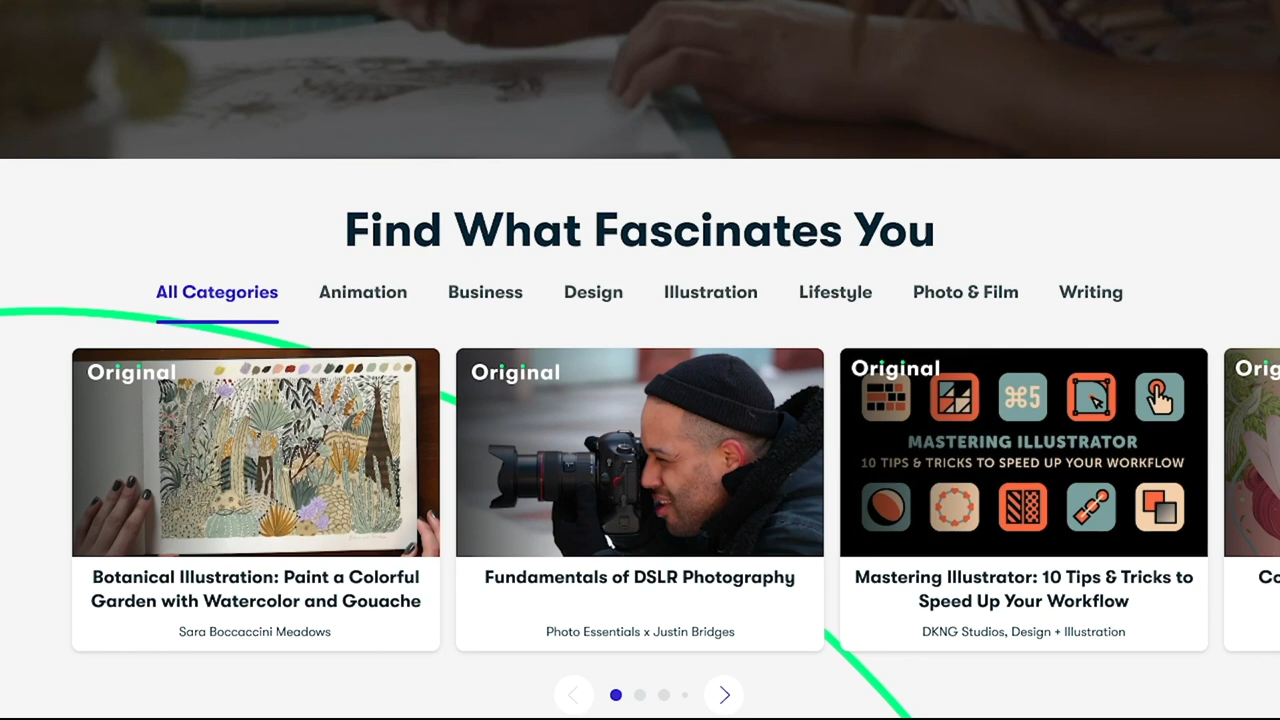 Find What Fascinates You
All Categories Animation Business Design Illustration Lifestyle Photo & Film Writing
Original
Botanical Illustration: Paint a Colorful
Garden with Watercolor and Gouache
Sara Boccaccini Meadows
Original
Fundamentals of DSLR Photography
Photo Essentials x Justin Bridges
Original
⌘5
MASTERING ILLUSTRATOR
10 TIPS & TRICKS TO SPEED UP YOUR WORKFLOW
Mastering Illustrator: 10 Tips & Tricks to
Speed Up Your Workflow
DKNG Studios, Design + Illustration
Orig
Co